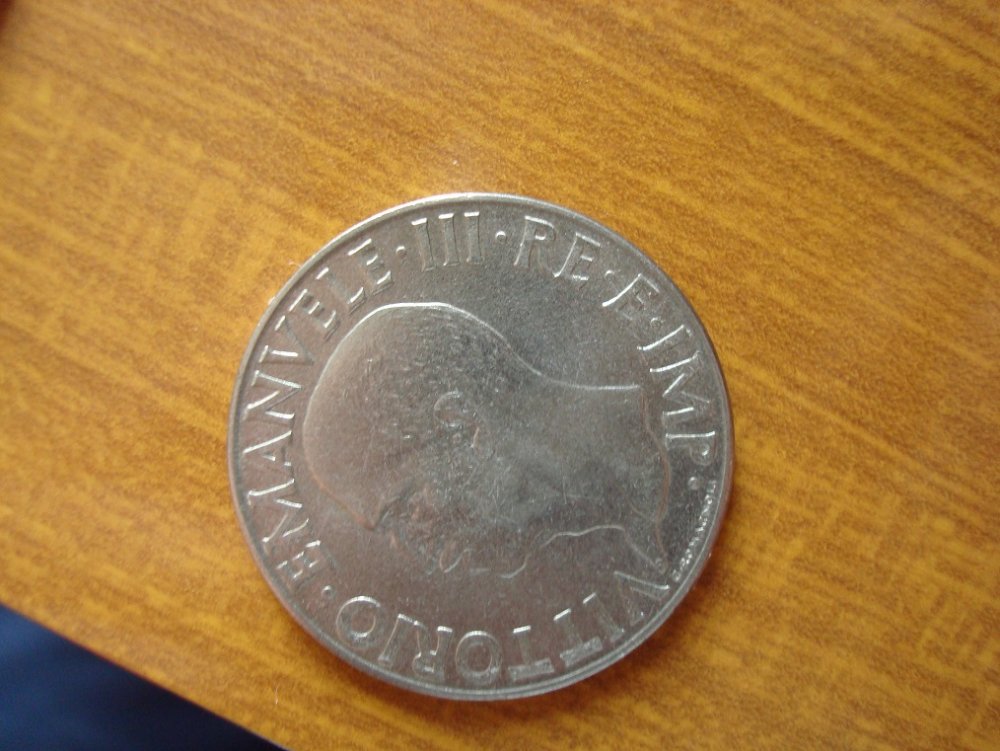 VITTORIO · EMANVELE · III · RE · E · IMP ·